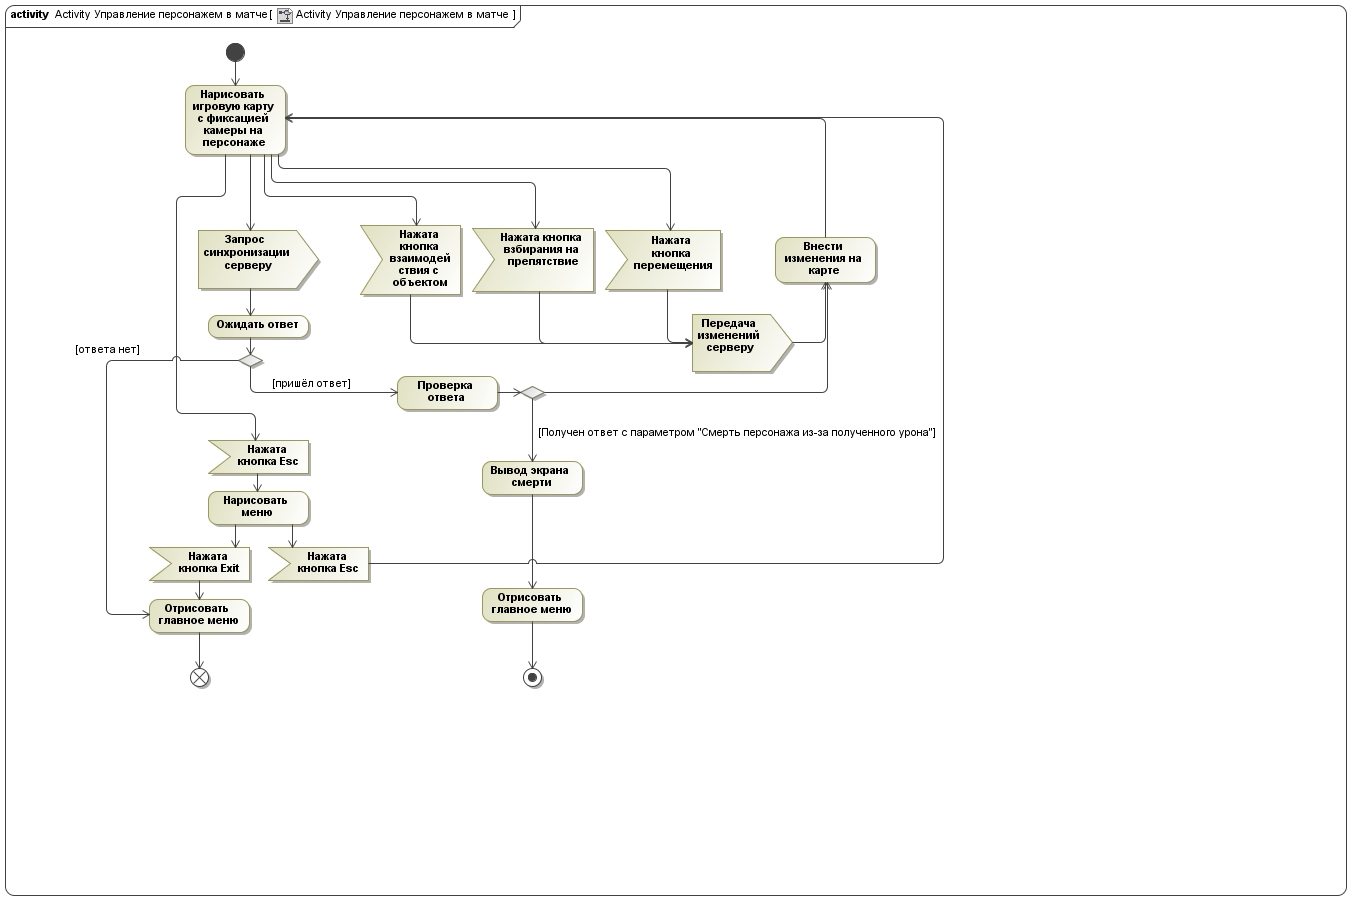 activity Activity Управление персонажем в матче[ Activity Управление персонажем в матче ]
Нарисовать
игровую карту
с фиксацией
камеры на
персонаже
Запрос
синхронизации
серверу
Нажата
кнопка
взаимодей
ствия с
объектом
Нажата кнопка
взбирания на
препятствие
Нажата
кнопка
перемещения
Внести
изменения на
карте
Ожидать ответ
Передача
изменений
серверу
[ответа нет]
[пришёл ответ]
Проверка
ответа
[Получен ответ с параметром "Смерть персонажа из-за полученного урона"]
Нажата
кнопка Esc
Вывод экрана
смерти
Нарисовать
меню
Нажата
кнопка Exit
Нажата
кнопка Esc
Отрисовать
главное меню
Отрисовать
главное меню